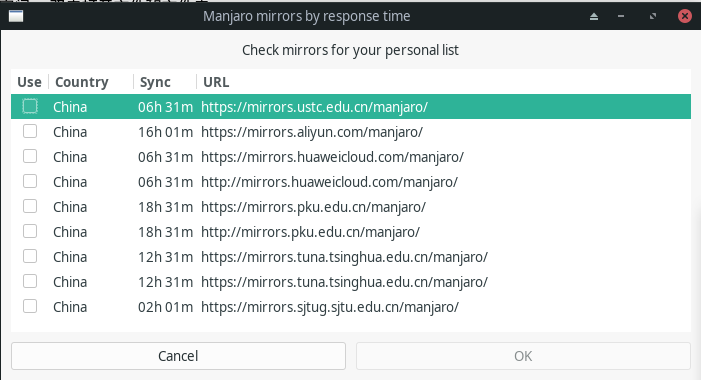 Manjaro mirrors by response time
Check mirrors for your personal list
Use Country Sync URL
China 06h 31m https://mirrors.ustc.edu.cn/manjaro/
China 16h 01m https://mirrors.aliyun.com/manjaro/
China 06h 31m https://mirrors.huaweicloud.com/manjaro/
China 06h 31m http://mirrors.huaweicloud.com/manjaro/
China 18h 31m https://mirrors.pku.edu.cn/manjaro/
China 18h 31m http://mirrors.pku.edu.cn/manjaro/
China 12h 31m https://mirrors.tuna.tsinghua.edu.cn/manjaro/
China 12h 31m https://mirrors.tuna.tsinghua.edu.cn/manjaro/
China 02h 01m https://mirrors.sjtug.sjtu.edu.cn/manjaro/
Cancel OK